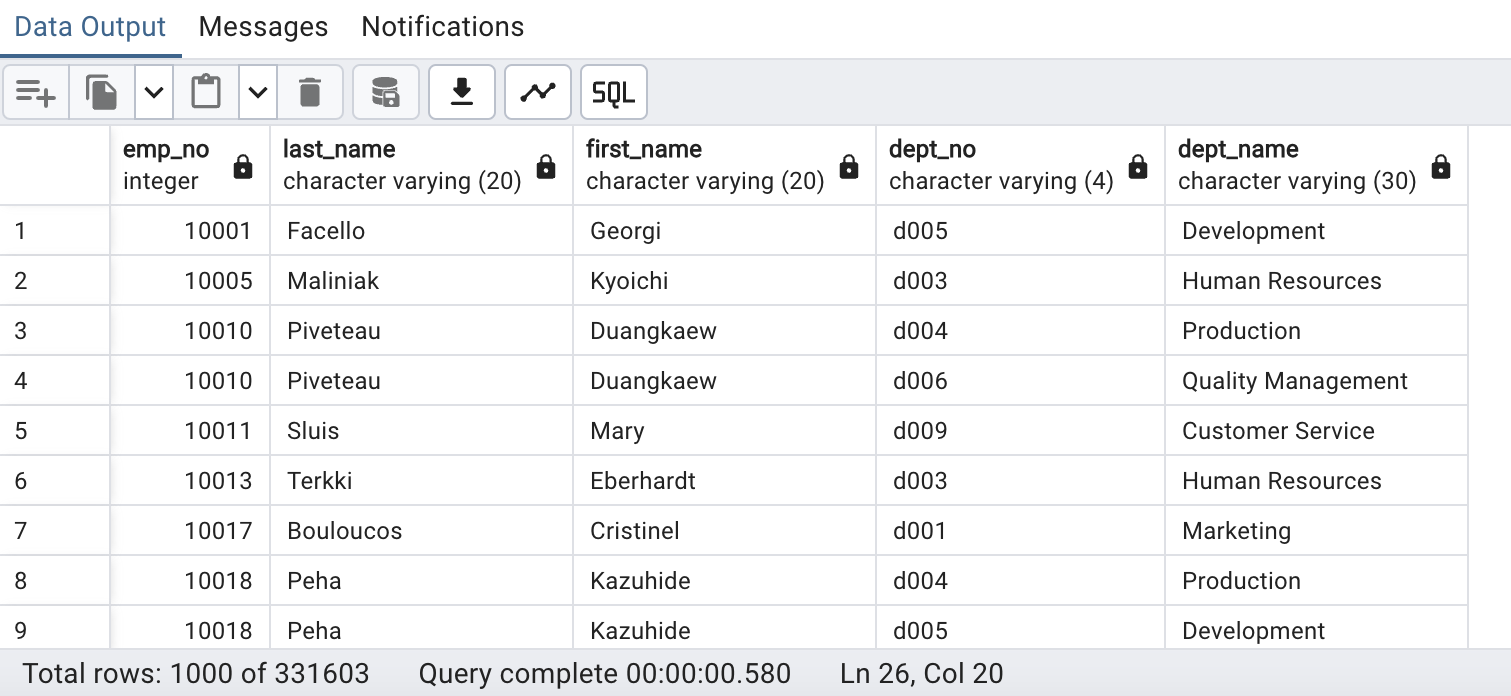 Data Output Messages Notifications
SQL
emp_no last_name first_name dept_no dept_name
integer character varying (20) character varying (20) character varying (4) character varying (30)
1 10001 Facello Georgi d005 Development
2 10005 Maliniak Kyoichi d003 Human Resources
3 10010 Piveteau Duangkaew d004 Production
4 10010 Piveteau Duangkaew d006 Quality Management
5 10011 Sluis Mary d009 Customer Service
6 10013 Terkki Eberhardt d003 Human Resources
7 10017 Bouloucos Cristinel d001 Marketing
8 10018 Peha Kazuhide d004 Production
9 10018 Peha Kazuhide d005 Development
Total rows: 1000 of 331603 Query complete 00:00:00.580 Ln 26, Col 20